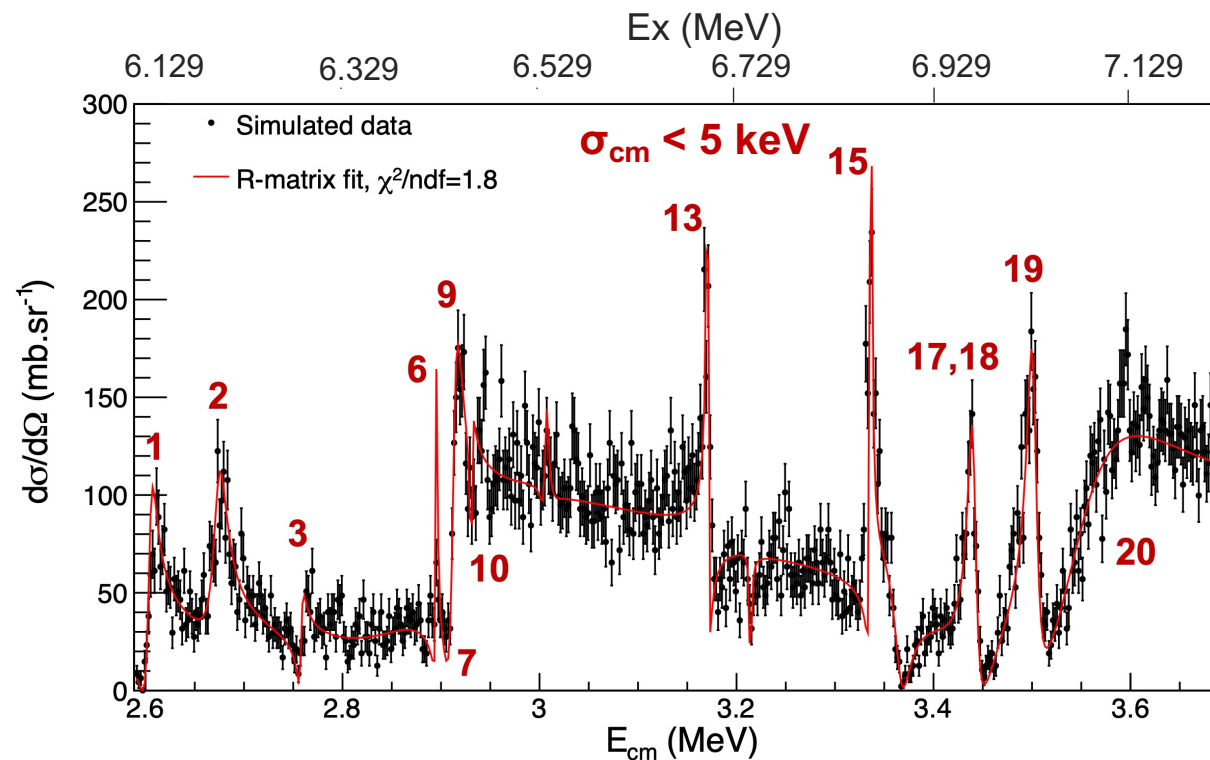 Ex (MeV)
6.129 6.329 6.529 6.729 6.929 7.129
300
Simulated data
σcm < 5 keV
15
R-matrix fit, χ²/ndf=1.8
250
13
19
9
200
6
17,18
2
150
1
3
100
10
20
50
7
0
dσ/dΩ (mb.sr⁻¹)
2.6 2.8 3 3.2 3.4 3.6
Ecm (MeV)